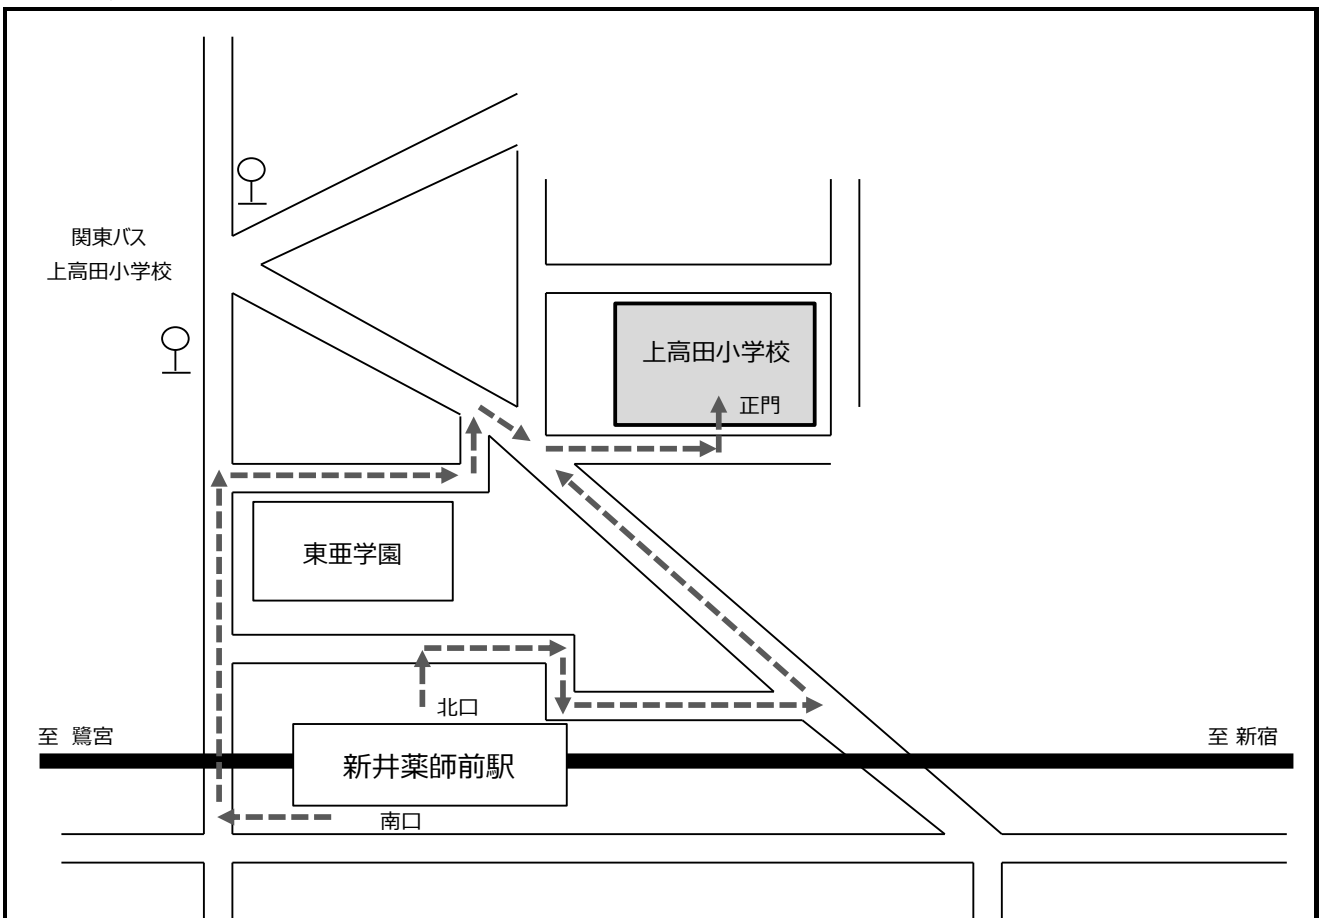 関東バス
上高田小学校
上高田小学校
正門
東亜学園
北口
至 鷺宮
至 新宿
新井薬師前駅
南口